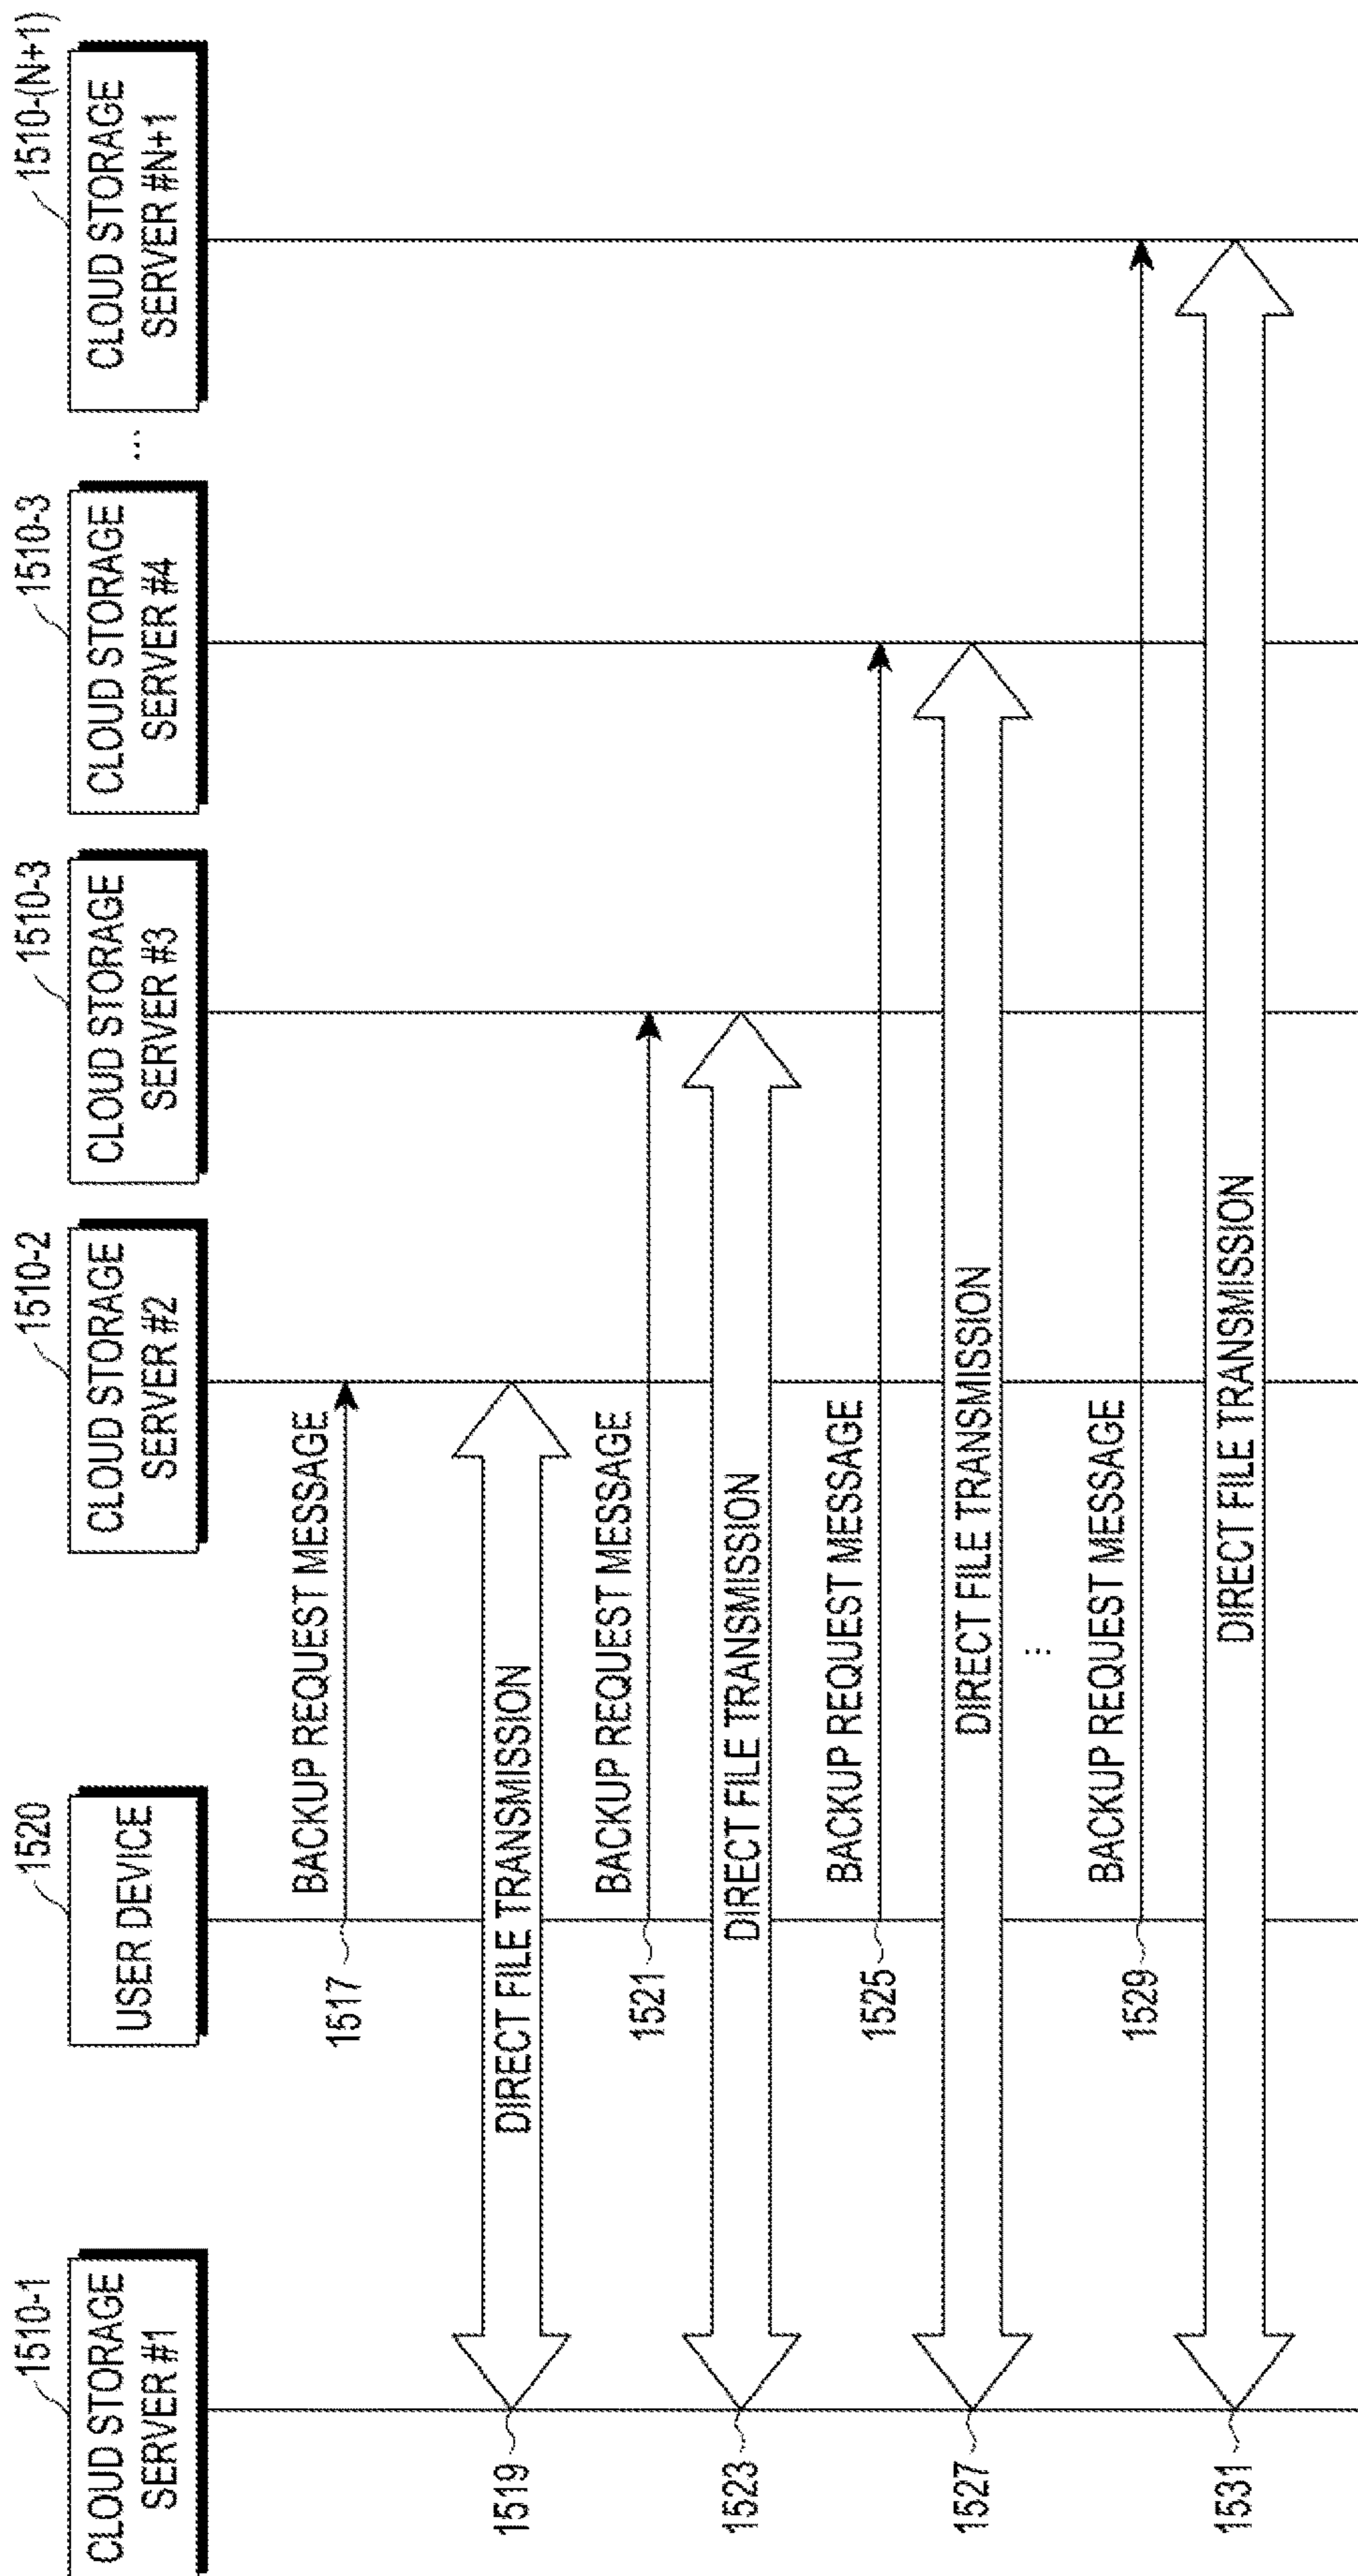 1510-1
1520
1510-2
1510-3
1510-3
1510-(N+1)
CLOUD STORAGE
SERVER #1
USER DEVICE
CLOUD STORAGE
SERVER #2
CLOUD STORAGE
SERVER #3
CLOUD STORAGE
SERVER #4
...
CLOUD STORAGE
SERVER #N+1
BACKUP REQUEST MESSAGE
1517
1519
DIRECT FILE TRANSMISSION
BACKUP REQUEST MESSAGE
1521
1523
DIRECT FILE TRANSMISSION
BACKUP REQUEST MESSAGE
1525
1527
DIRECT FILE TRANSMISSION
...
BACKUP REQUEST MESSAGE
1529
1531
DIRECT FILE TRANSMISSION